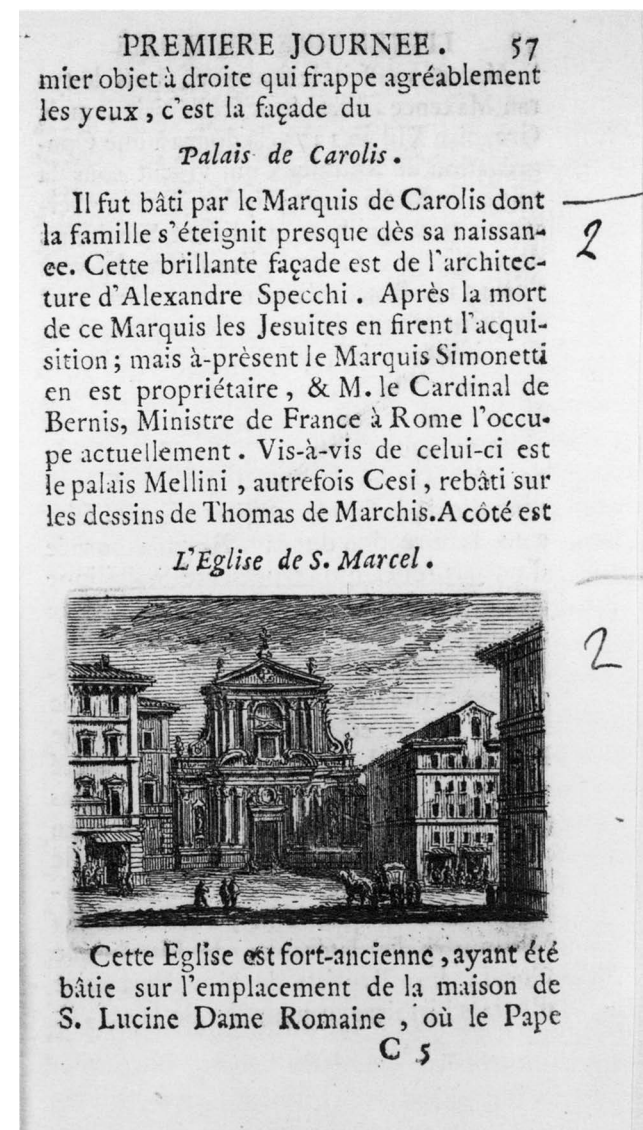 PREMIERE JOURNEE. 57
mier objet à droite qui frappe agréablement
les yeux, c'est la façade du
Palais de Carolis.
Il fut bâti par le Marquis de Carolis dont
la famille s'éteignit presque dès sa naissan-
ce. Cette brillante façade est de l'architec-
ture d'Alexandre Specchi. Après la mort
de ce Marquis les Jesuites en firent l'acqui-
sition; mais à-présent le Marquis Simonetti
en est propriétaire, & M. le Cardinal de
Bernis, Ministre de France à Rome l'occu-
pe actuellement. Vis-à-vis de celui-ci est
le palais Mellini, autrefois Cesi, rebâti sur
les dessins de Thomas de Marchis. A côté est
L'Eglise de S. Marcel.
Cette Eglise est fort-ancienne, ayant été
bâtie sur l'emplacement de la maison de
S. Lucine Dame Romaine, où le Pape
C 5
2
2